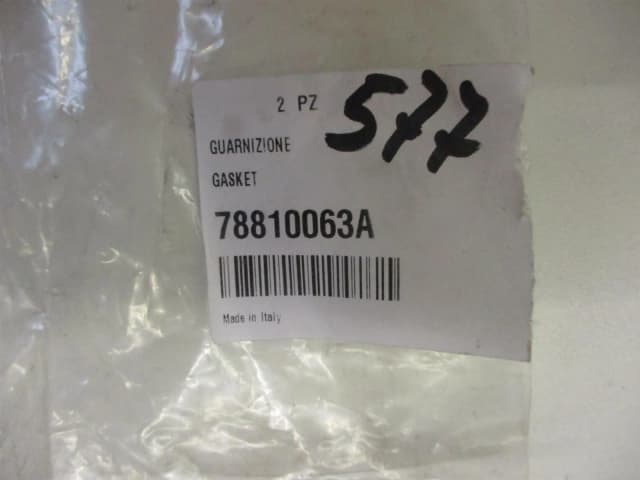 2 PZ
577
GUARNIZIONE
GASKET
78810063A
Made in Italy